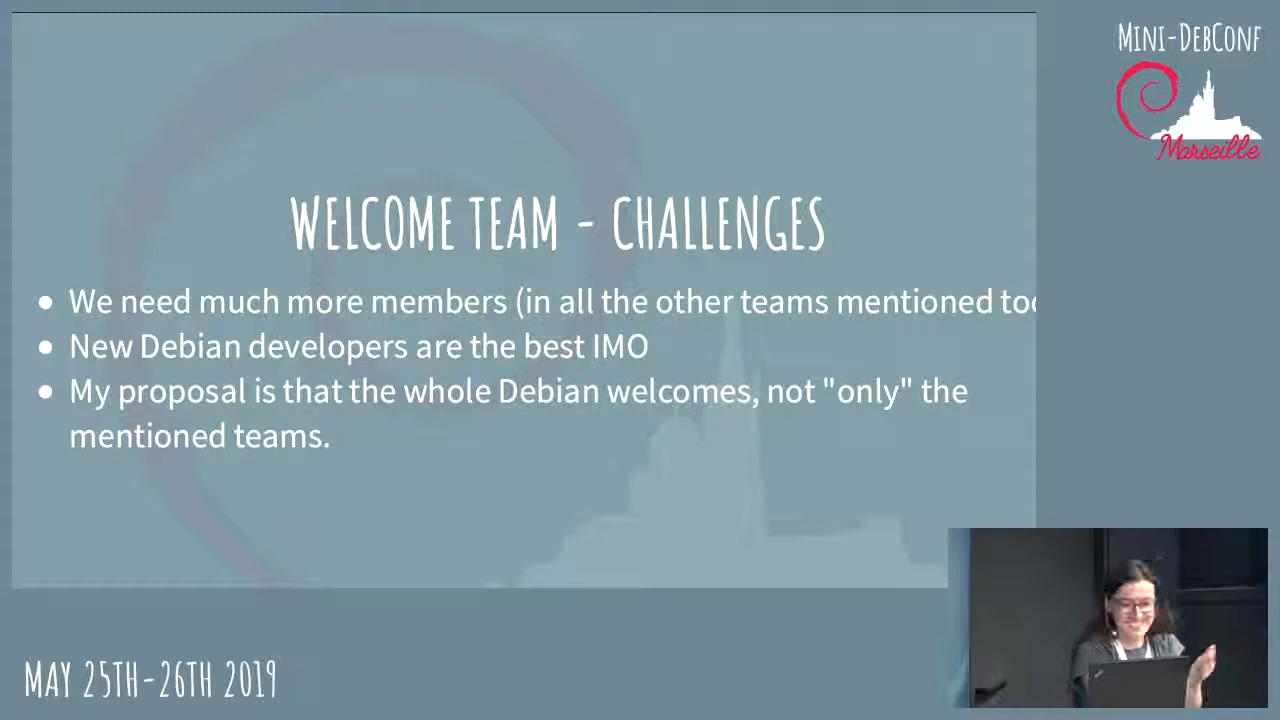 MINI-DEBCONF
Marseille
WELCOME TEAM - CHALLENGES
• We need much more members (in all the other teams mentioned too
• New Debian developers are the best IMO
• My proposal is that the whole Debian welcomes, not "only" the
mentioned teams.
MAY 25TH-26TH 2019